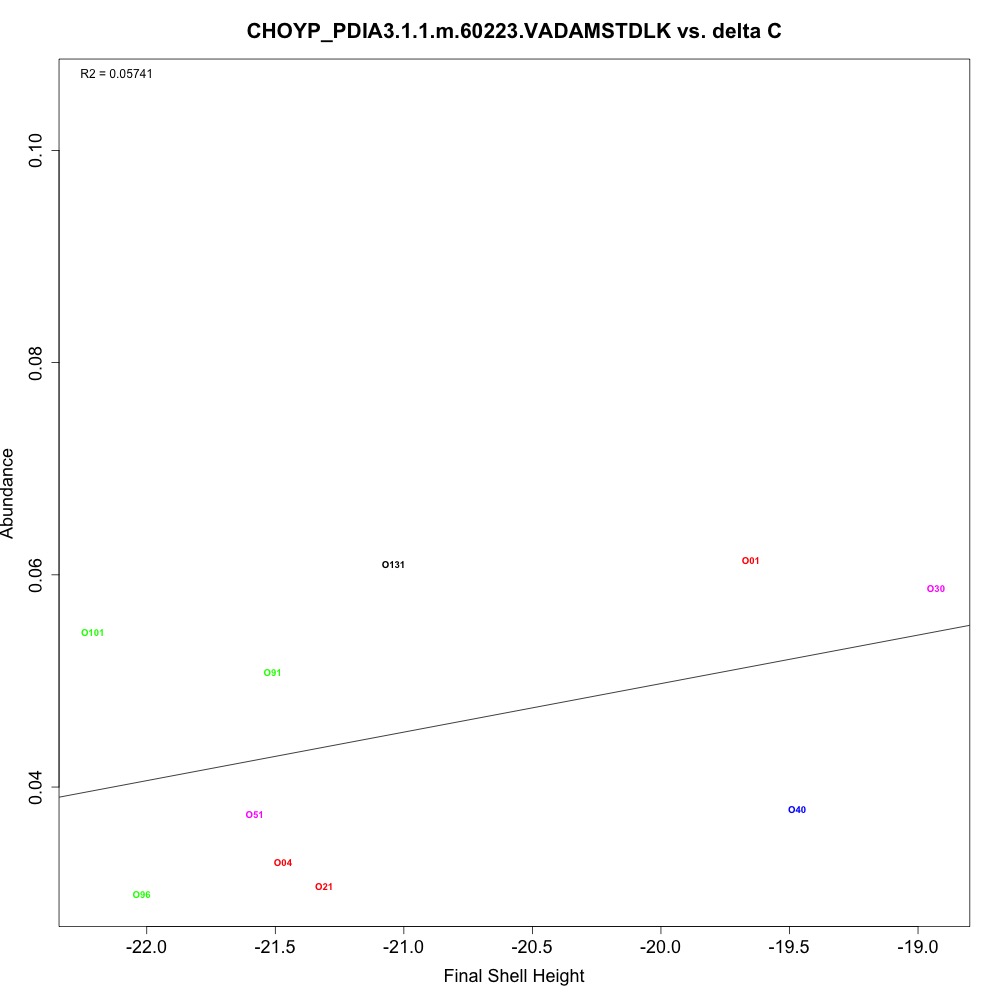 CHOYP_PDIA3.1.1.m.60223.VADAMSTDLK vs. delta C
R2 = 0.05741
0.10
0.08
Abundance
0.06
0.04
O131
O01
O30
O101
O91
O51
O40
O04
O21
O96
-22.0 -21.5 -21.0 -20.5 -20.0 -19.5 -19.0
Final Shell Height